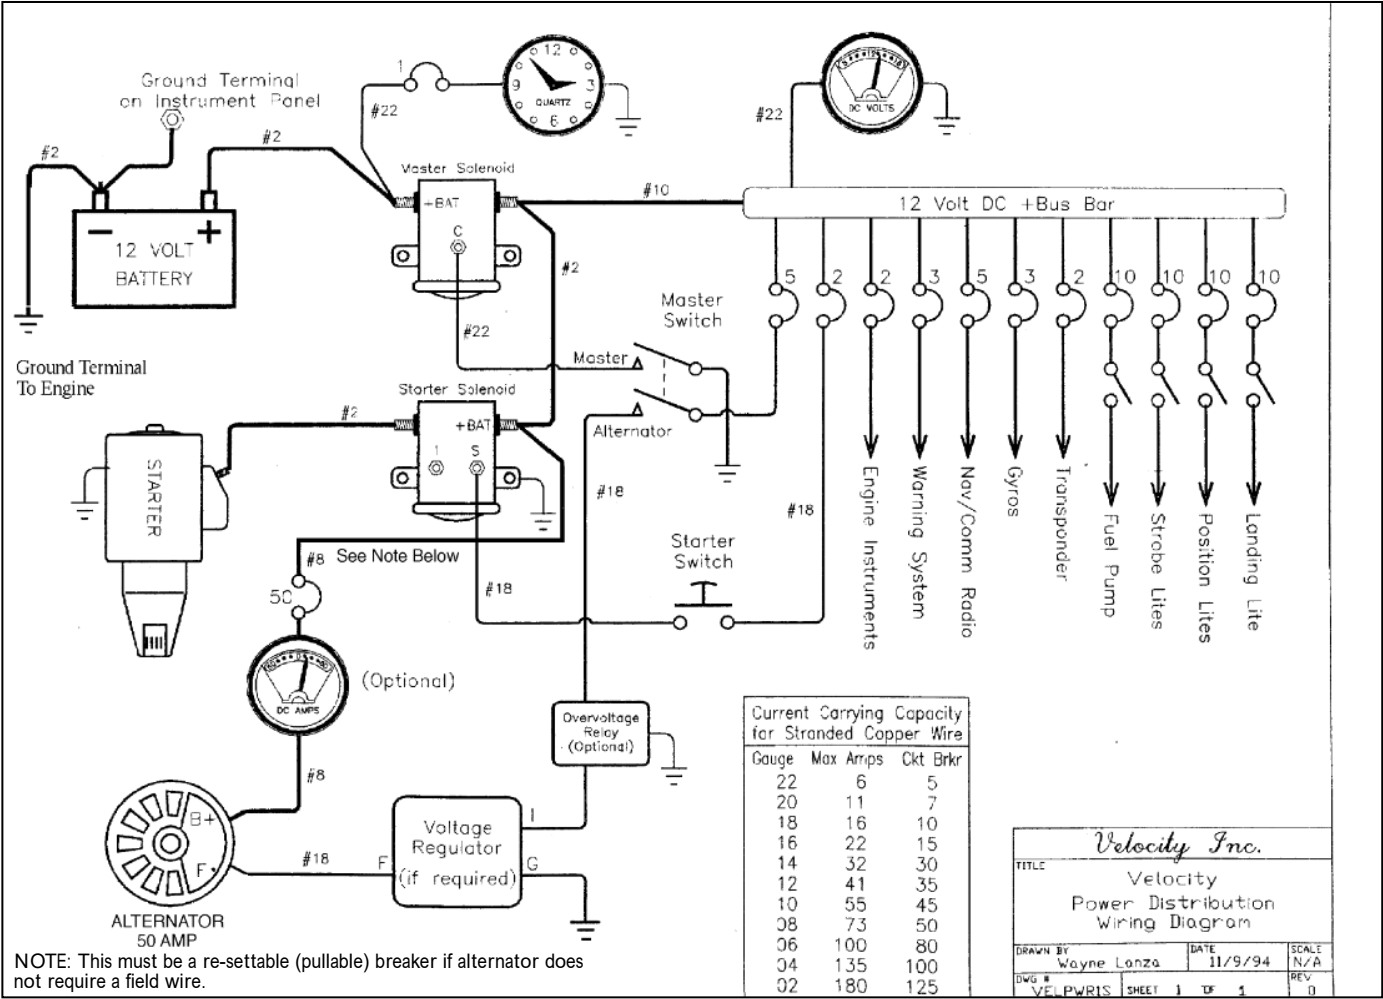 Ground Terminal
on Instrument Panel
#2
#2
12 VOLT
BATTERY
Ground Terminal
To Engine
1
#22
12
3
6
9
QUARTZ
DC VOLTS
#22
Master Solenoid
+BAT
C
#10
12 Volt DC +Bus Bar
#2
#22
Master
Switch
Master
Alternator
5
2
2
3
5
3
2
10
10
10
10
Starter Solenoid
+BAT
I
S
#2
STARTER
#18
#18
Starter
Switch
#18
Engine Instruments
Warning System
Nav/Comm Radio
Gyros
Transponder
Fuel Pump
Strobe Lites
Position Lites
Landing Lite
#8
See Note Below
50
DC AMPS
(Optional)
#8
Overvoltage
Relay
(Optional)
B+
F
#18
F
I
G
Voltage
Regulator
(if required)
ALTERNATOR
50 AMP
NOTE: This must be a re-settable (pullable) breaker if alternator does
not require a field wire.
Current Carrying Capacity
for Stranded Copper Wire
Gauge Max Amps Ckt Brkr
22 6 5
20 11 7
18 16 10
16 22 15
14 32 30
12 41 35
10 55 45
08 73 50
06 100 80
04 135 100
02 180 125
Velocity Inc.
TITLE
Velocity
Power Distribution
Wiring Diagram
DRAWN BY
Wayne Lanza
DATE
11/9/94
SCALE
N/A
DWG #
VELPWR1S
SHEET 1 OF 1
REV
0